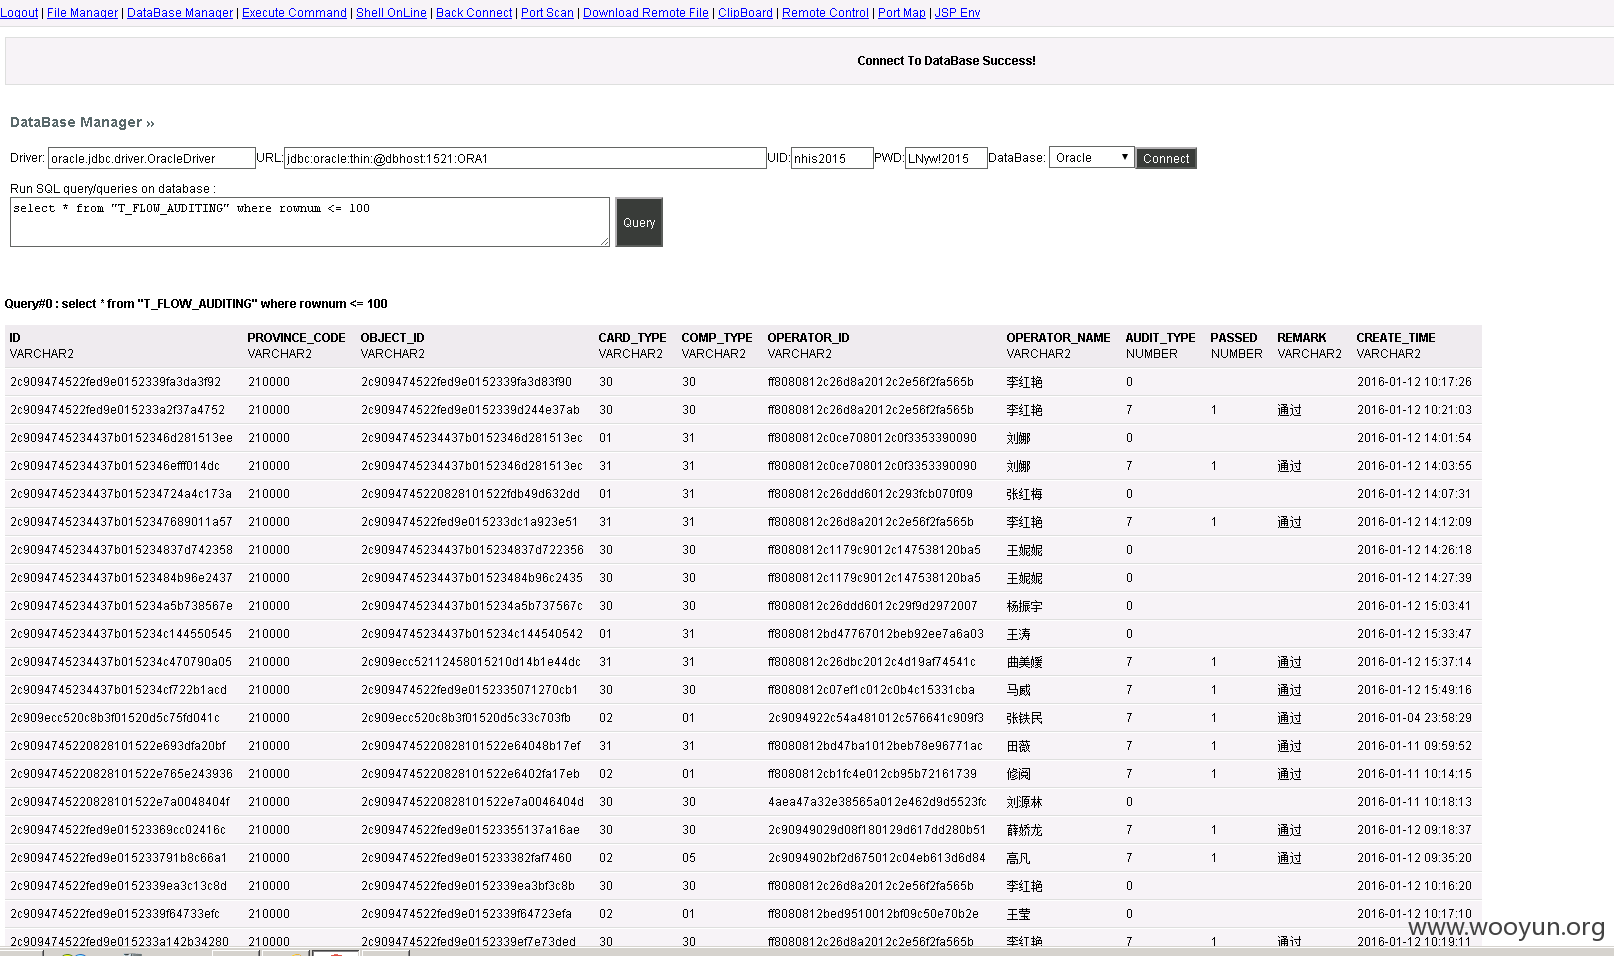 Logout | File Manager | DataBase Manager | Execute Command | Shell OnLine | Back Connect | Port Scan | Download Remote File | ClipBoard | Remote Control | Port Map | JSP Env
Connect To DataBase Success!
DataBase Manager »
Driver: oracle.jdbc.driver.OracleDriver URL: jdbc:oracle:thin:@dbhost:1521:ORA1 UID: nhis2015 PWD: LNyw!2015 DataBase: Oracle Connect
Run SQL query/queries on database :
select * from "T_FLOW_AUDITING" where rownum <= 100
Query
Query#0 : select * from "T_FLOW_AUDITING" where rownum <= 100
ID PROVINCE_CODE OBJECT_ID CARD_TYPE COMP_TYPE OPERATOR_ID OPERATOR_NAME AUDIT_TYPE PASSED REMARK CREATE_TIME
VARCHAR2 VARCHAR2 VARCHAR2 VARCHAR2 VARCHAR2 VARCHAR2 VARCHAR2 NUMBER NUMBER VARCHAR2 VARCHAR2
2c909474522fed9e0152339fa3da3f92 210000 2c909474522fed9e0152339fa3d83f90 30 30 ff8080812c26d8a2012c2e56f2fa565b 李红艳 0 2016-01-12 10:17:26
2c909474522fed9e015233a2f37a4752 210000 2c909474522fed9e0152339d244e37ab 30 30 ff8080812c26d8a2012c2e56f2fa565b 李红艳 7 1 通过 2016-01-12 10:21:03
2c9094745234437b0152346d281513ee 210000 2c9094745234437b0152346d281513ec 01 31 ff8080812c0ce708012c0f3353390090 刘娜 0 2016-01-12 14:01:54
2c9094745234437b0152346efff014dc 210000 2c9094745234437b0152346d281513ec 31 31 ff8080812c0ce708012c0f3353390090 刘娜 7 1 通过 2016-01-12 14:03:55
2c9094745234437b015234724a4c173a 210000 2c9094745220828101522fdb49d632dd 01 31 ff8080812c26ddd6012c293fcb070f09 张红梅 0 2016-01-12 14:07:31
2c9094745234437b0152347689011a57 210000 2c909474522fed9e015233dc1a923e51 31 31 ff8080812c26d8a2012c2e56f2fa565b 李红艳 7 1 通过 2016-01-12 14:12:09
2c9094745234437b015234837d742358 210000 2c9094745234437b015234837d722356 30 30 ff8080812c1179c9012c147538120ba5 王妮妮 0 2016-01-12 14:26:18
2c9094745234437b01523484b96e2437 210000 2c9094745234437b01523484b96c2435 30 30 ff8080812c1179c9012c147538120ba5 王妮妮 0 2016-01-12 14:27:39
2c9094745234437b015234a5b738567e 210000 2c9094745234437b015234a5b737567c 30 30 ff8080812c26ddd6012c29f9d2972007 杨振宇 0 2016-01-12 15:03:41
2c9094745234437b015234c144550545 210000 2c9094745234437b015234c144540542 01 31 ff8080812bd47767012beb92ee7a6a03 王涛 0 2016-01-12 15:33:47
2c9094745234437b015234c470790a05 210000 2c909ecc52112458015210d14b1e44dc 31 31 ff8080812c26dbc2012c4d19af74541c 曲美媛 7 1 通过 2016-01-12 15:37:14
2c9094745234437b015234cf722b1acd 210000 2c909474522fed9e0152335071270cb1 30 30 ff8080812c07ef1c012c0b4c15331cba 马威 7 1 通过 2016-01-12 15:49:16
2c909ecc520c8b3f01520d5c75fd041c 210000 2c909ecc520c8b3f01520d5c33c703fb 02 01 2c9094922c54a481012c576641c909f3 张铁民 7 1 通过 2016-01-04 23:58:29
2c9094745220828101522e693dfa20bf 210000 2c9094745220828101522e64048b17ef 31 31 ff8080812bd47ba1012beb78e96771ac 田薇 7 1 通过 2016-01-11 09:59:52
2c9094745220828101522e765e243936 210000 2c9094745220828101522e6402fa17eb 02 01 ff8080812cb1fc4e012cb95b72161739 修阅 7 1 通过 2016-01-11 10:14:15
2c9094745220828101522e7a0048404f 210000 2c9094745220828101522e7a0046404d 30 30 4aea47a32e38565a012e462d9d5523fc 刘源林 0 2016-01-11 10:18:13
2c909474522fed9e01523369cc02416c 210000 2c909474522fed9e01523355137a16ae 30 30 2c90949029d08f180129d617dd280b51 薛娇龙 7 1 通过 2016-01-12 09:18:37
2c909474522fed9e015233791b8c66a1 210000 2c909474522fed9e015233382faf7460 02 05 2c9094902bf2d675012c04eb613d6d84 高凡 7 1 通过 2016-01-12 09:35:20
2c909474522fed9e0152339ea3c13c8d 210000 2c909474522fed9e0152339ea3bf3c8b 30 30 ff8080812c26d8a2012c2e56f2fa565b 李红艳 0 2016-01-12 10:16:20
2c909474522fed9e0152339f64733efc 210000 2c909474522fed9e0152339f64723efa 02 01 ff8080812bed9510012bf09c50e70b2e 王莹 0 2016-01-12 10:17:10
2c909474522fed9e015233a142b34280 210000 2c909474522fed9e0152339ef7e73ded 30 30 ff8080812c26d8a2012c2e56f2fa565b 李红艳 7 1 通过 2016-01-12 10:19:11
www.wooyun.org